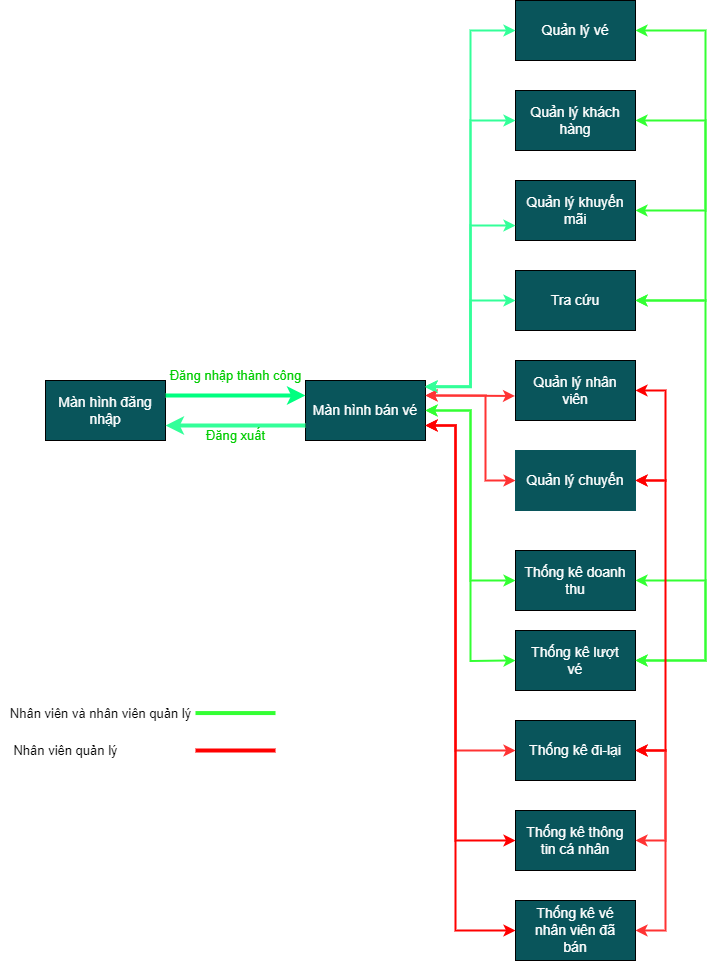 Quản lý vé
Quản lý khách
hàng
Quản lý khuyến
mãi
Tra cứu
Đăng nhập thành công
Màn hình đăng
nhập
Màn hình bán vé
Đăng xuất
Quản lý nhân
viên
Quản lý chuyến
Thống kê doanh
thu
Thống kê lượt
vé
Nhân viên và nhân viên quản lý
Nhân viên quản lý
Thống kê đi-lại
Thống kê thông
tin cá nhân
Thống kê vé
nhân viên đã
bán